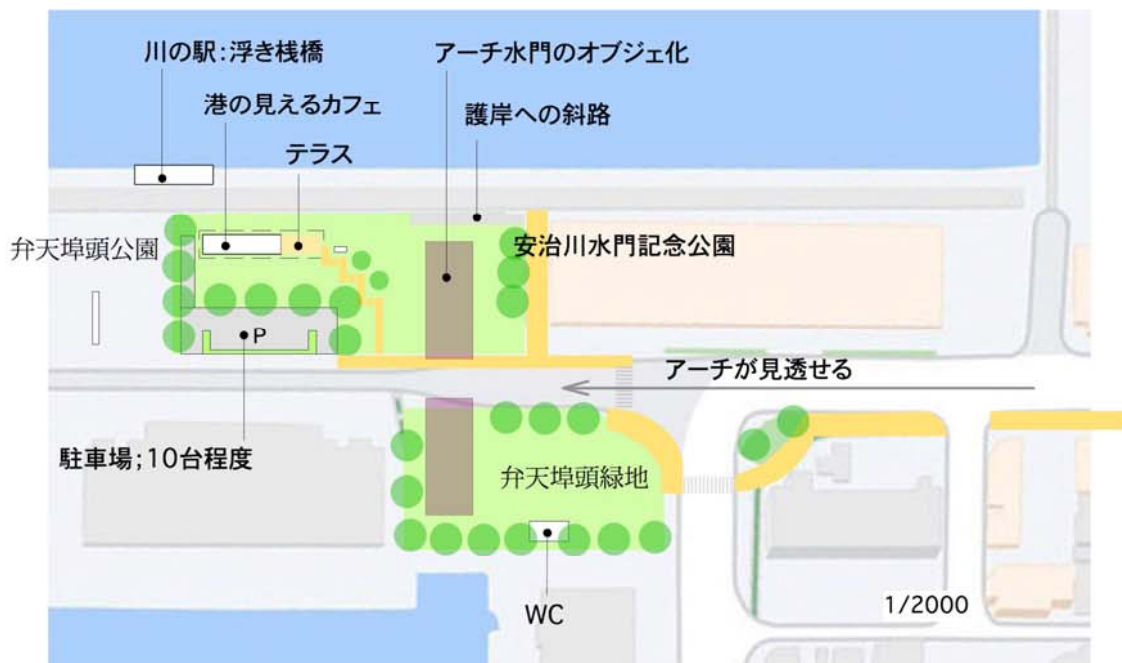 川の駅:浮き桟橋
アーチ水門のオブジェ化
港の見えるカフェ
護岸への斜路
テラス
弁天埠頭公園
安治川水門記念公園
P
アーチが見透せる
駐車場;10台程度
弁天埠頭緑地
WC
1/2000